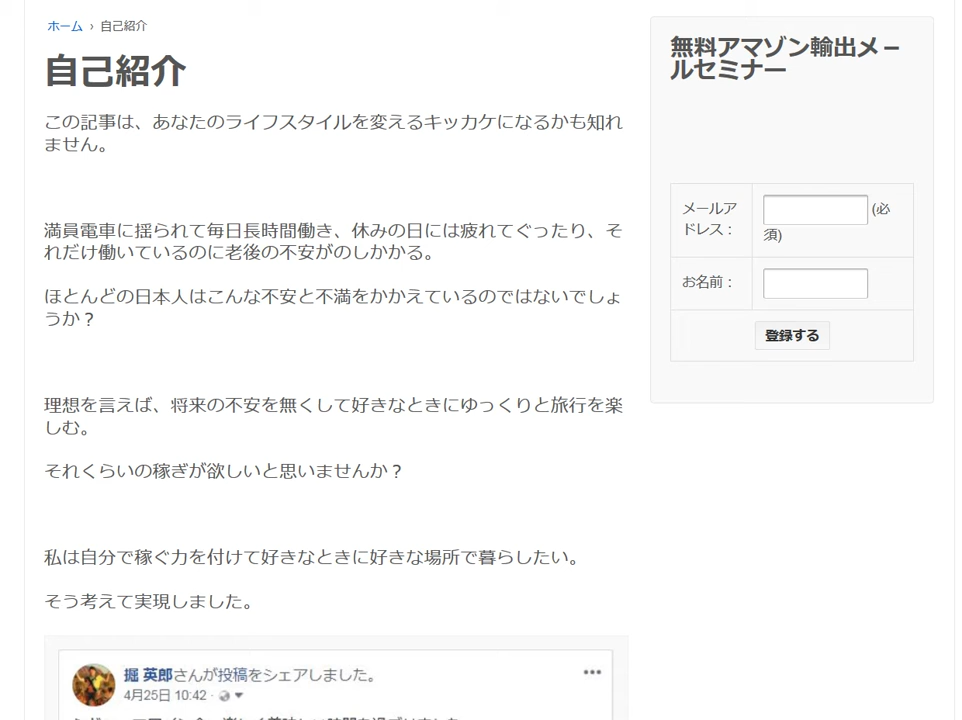 ホーム › 自己紹介
自己紹介
この記事は、あなたのライフスタイルを変えるキッカケになるかも知れ
ません。
満員電車に揺られて毎日長時間働き、休みの日には疲れてぐったり、そ
れだけ働いているのに老後の不安がのしかかる。
ほとんどの日本人はこんな不安と不満をかかえているのではないでしょ
うか？
理想を言えば、将来の不安を無くして好きなときにゆっくりと旅行を楽
しむ。
それくらいの稼ぎが欲しいと思いませんか？
私は自分で稼ぐ力を付けて好きなときに好きな場所で暮らしたい。
そう考えて実現しました。
掘 英郎さんが投稿をシェアしました。
4月25日 10:42
無料アマゾン輸出メー
ルセミナー
メールア
ドレス：
(必
須)
お名前：
登録する